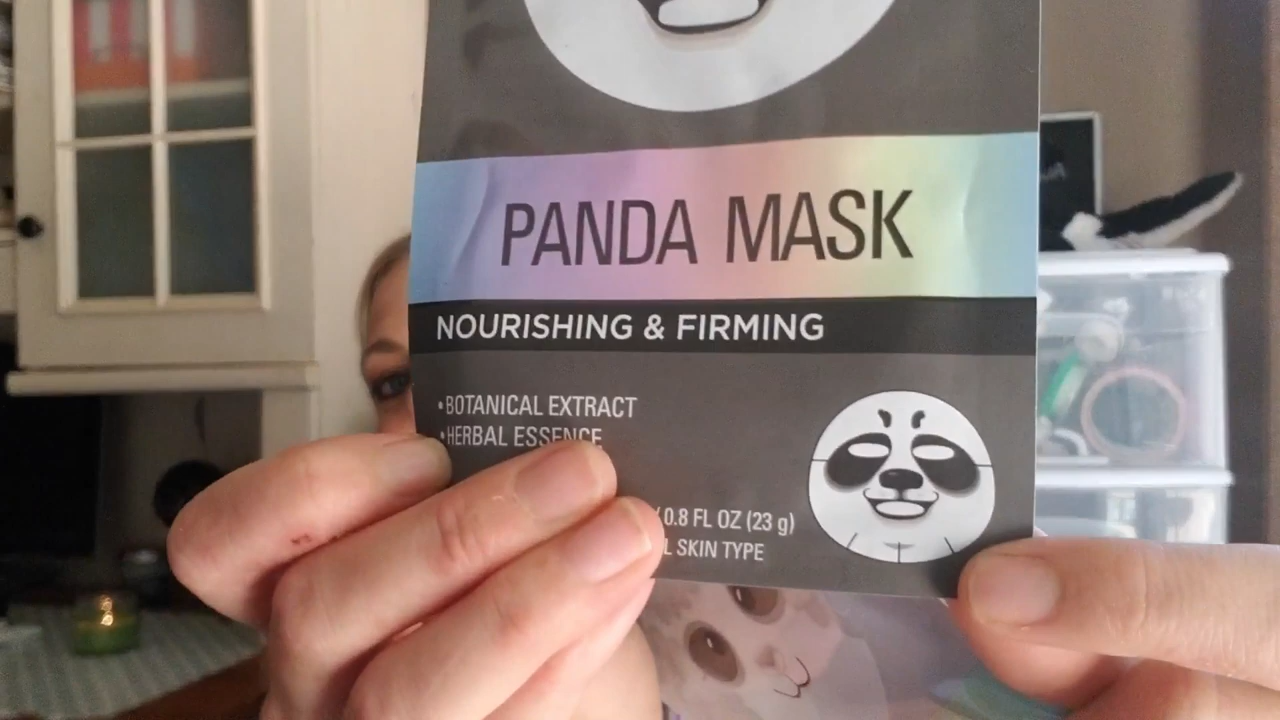 PANDA MASK
NOURISHING & FIRMING
•BOTANICAL EXTRACT
•HERBAL ESSENCE
/ 0.8 FL OZ (23 g)
SKIN TYPE